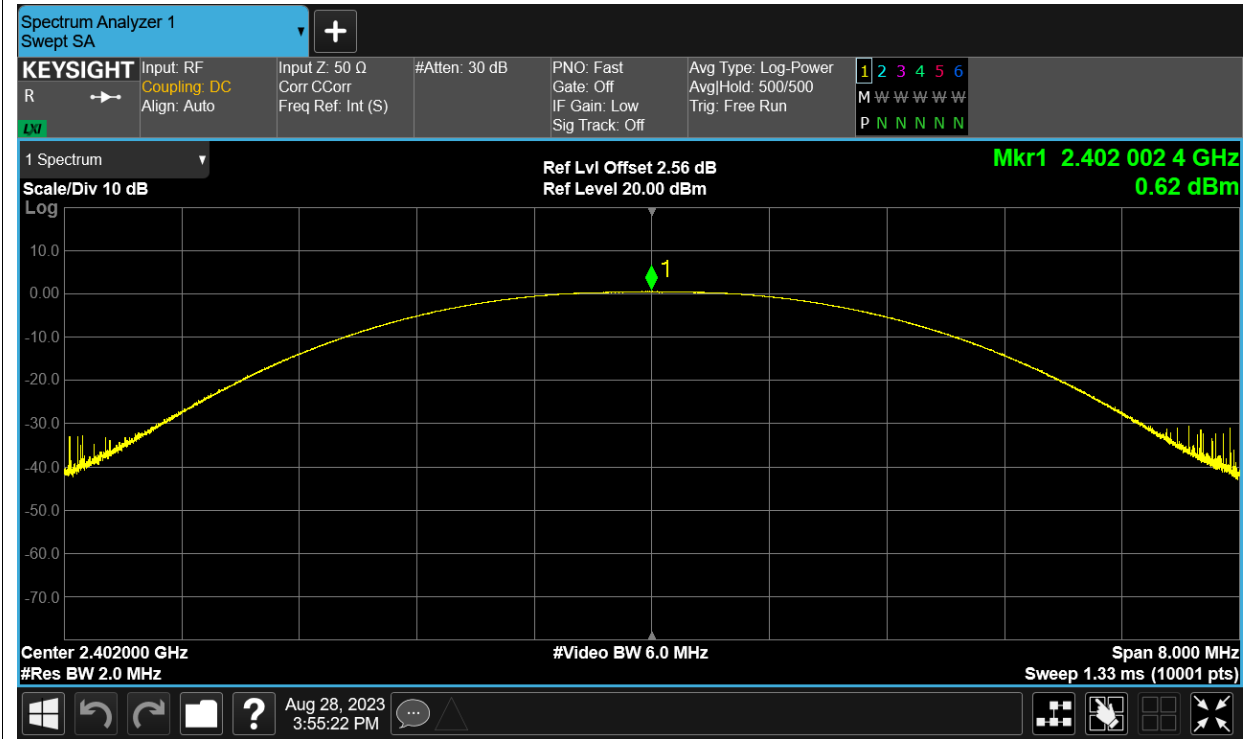 Spectrum Analyzer 1
Swept SA
+
KEYSIGHT
R
LXI
Input: RF
Coupling: DC
Align: Auto
Input Z: 50 Ω
Corr CCorr
Freq Ref: Int (S)
#Atten: 30 dB
PNO: Fast
Gate: Off
IF Gain: Low
Sig Track: Off
Avg Type: Log-Power
Avg|Hold: 500/500
Trig: Free Run
1 2 3 4 5 6
M W W W W W
P N N N N N
1 Spectrum
Scale/Div 10 dB
Log
Ref Lvl Offset 2.56 dB
Ref Level 20.00 dBm
Mkr1 2.402 002 4 GHz
0.62 dBm
10.0
0.00
-10.0
-20.0
-30.0
-40.0
-50.0
-60.0
-70.0
1
Center 2.402000 GHz
#Res BW 2.0 MHz
#Video BW 6.0 MHz
Span 8.000 MHz
Sweep 1.33 ms (10001 pts)
?
Aug 28, 2023
3:55:22 PM